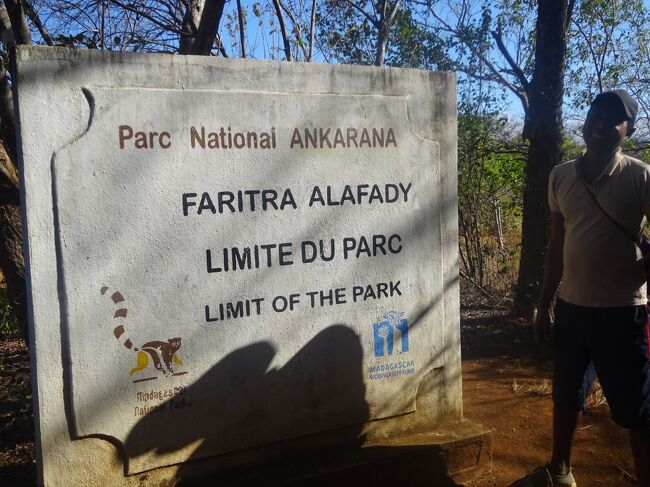 Parc National ANKARANA
FARITRA ALAFADY
LIMITE DU PARC
LIMIT OF THE PARK
Madagascar
National Parks
MADAGASCAR
BIODIVERSITY FUND